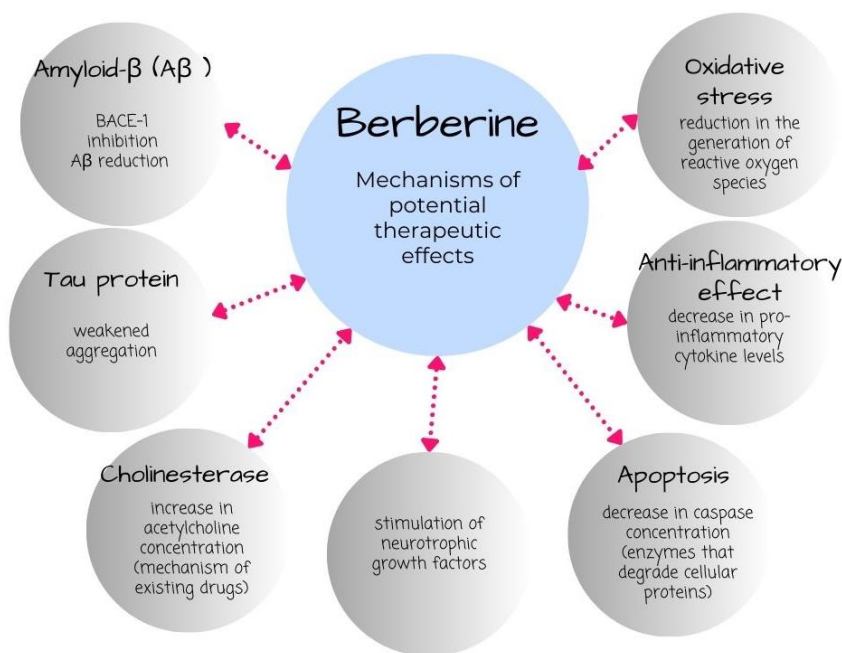 Amyloid-β (Aβ )
BACE-1
inhibition
Aβ reduction
Berberine
Mechanisms of
potential
therapeutic
effects
Oxidative
stress
reduction in the
generation of
reactive oxygen
species
Tau protein
weakened
aggregation
Anti-inflammatory
effect
decrease in pro-
inflammatory
cytokine levels
Cholinesterase
increase in
acetylcholine
concentration
(mechanism of
existing drugs)
stimulation of
neurotrophic
growth factors
Apoptosis
decrease in caspase
concentration
(enzymes that
degrade cellular
proteins)